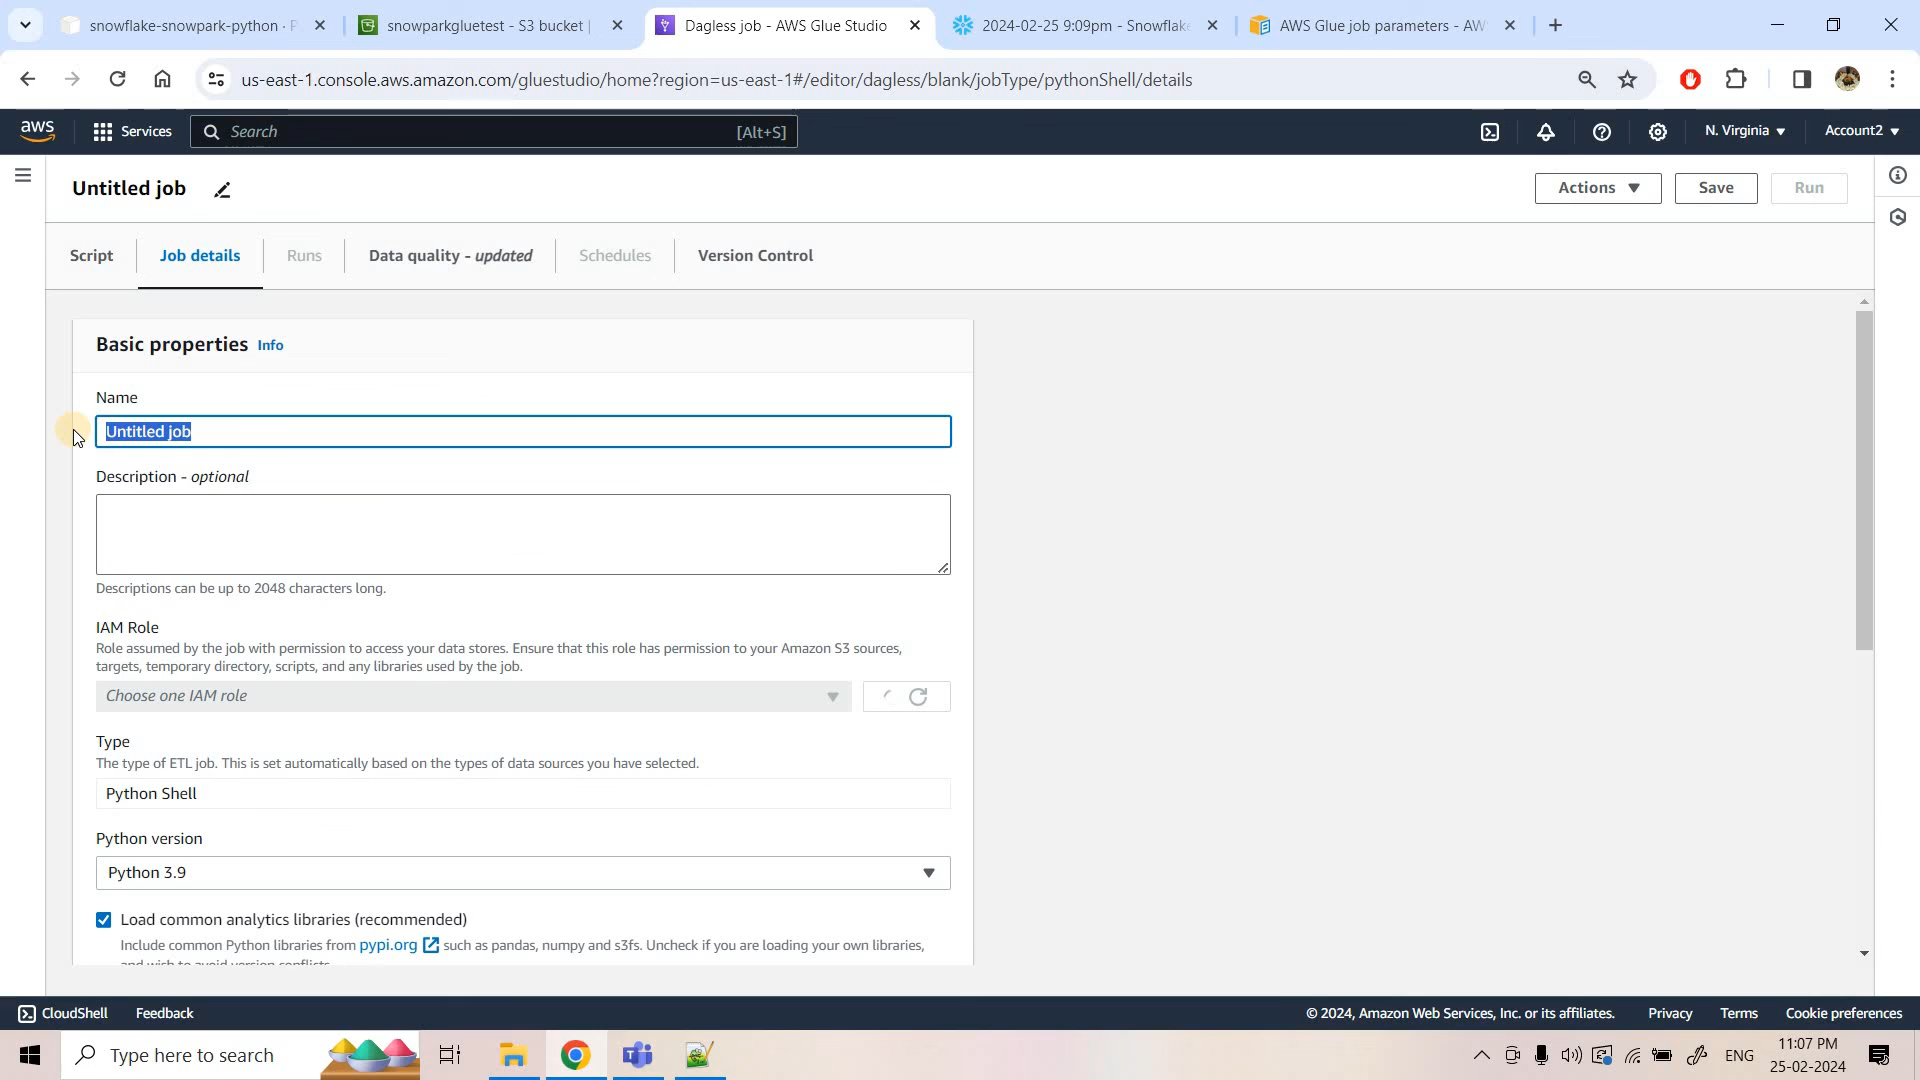 snowflake-snowpark-python · P
snowparkgluetest - S3 bucket |
Dagless job - AWS Glue Studio
2024-02-25 9:09pm - Snowflake
AWS Glue job parameters - AW
us-east-1.console.aws.amazon.com/gluestudio/home?region=us-east-1#/editor/dagless/blank/jobType/pythonShell/details
aws
Services
Search
[Alt+S]
N. Virginia
Account2
Untitled job
Actions
Save
Run
Script
Job details
Runs
Data quality - updated
Schedules
Version Control
Basic properties
Info
Name
Untitled job
Description - optional
Descriptions can be up to 2048 characters long.
IAM Role
Role assumed by the job with permission to access your data stores. Ensure that this role has permission to your Amazon S3 sources,
targets, temporary directory, scripts, and any libraries used by the job.
Choose one IAM role
Type
The type of ETL job. This is set automatically based on the types of data sources you have selected.
Python Shell
Python version
Python 3.9
Load common analytics libraries (recommended)
Include common Python libraries from pypi.org such as pandas, numpy and s3fs. Uncheck if you are loading your own libraries,
and wish to avoid version conflicts.
CloudShell
Feedback
© 2024, Amazon Web Services, Inc. or its affiliates.
Privacy
Terms
Cookie preferences
Type here to search
ENG
11:07 PM
25-02-2024